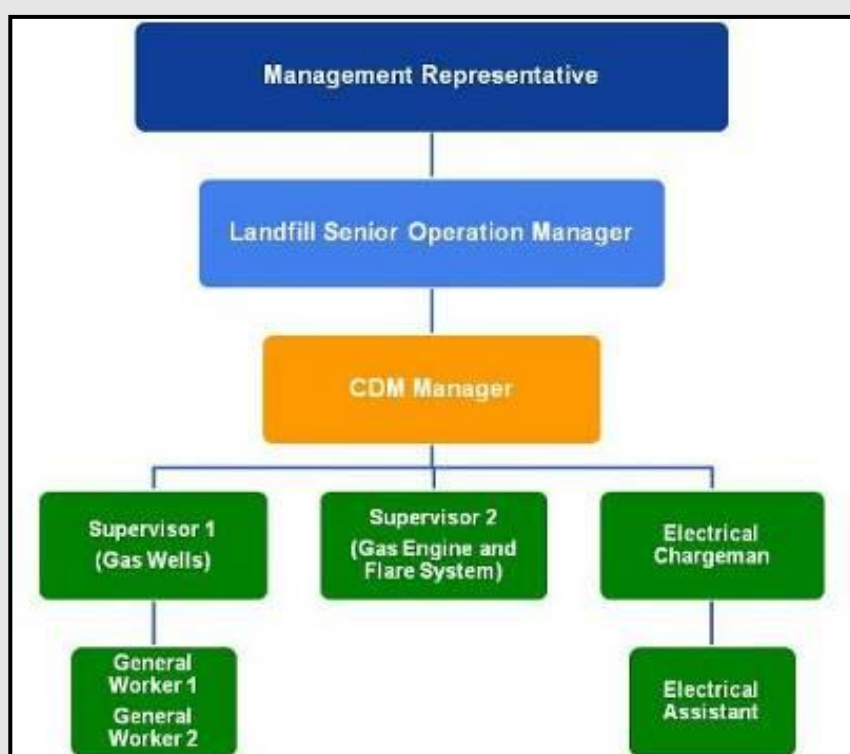 Management Representative
Landfill Senior Operation Manager
CDM Manager
Supervisor 1
(Gas Wells)
Supervisor 2
(Gas Engine and
Flare System)
Electrical
Chargeman
General
Worker 1
General
Worker 2
Electrical
Assistant